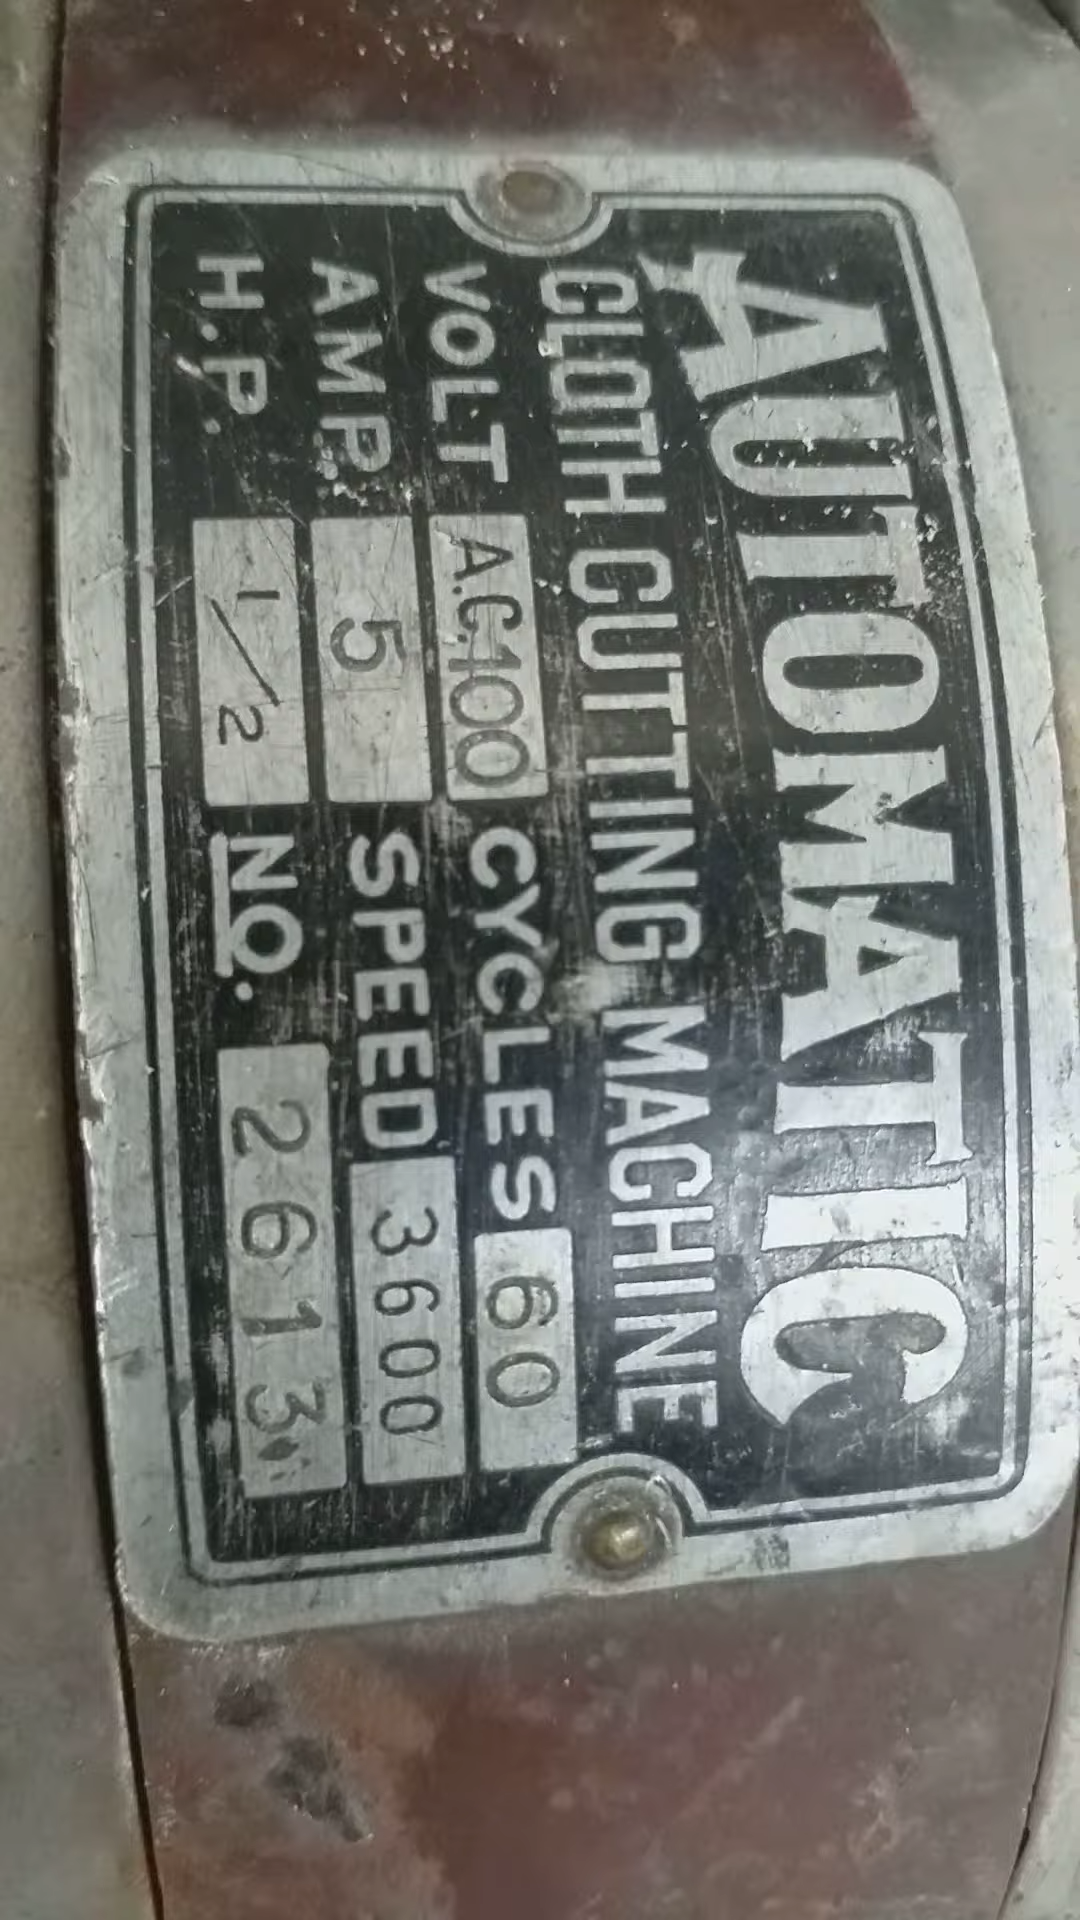 AUTOMATIC
CLOTH CUTTING MACHINE
VOLT A.C.100 CYCLES 60
AMP. 5 SPEED 3600
H.P. 1/2 NO. 2613